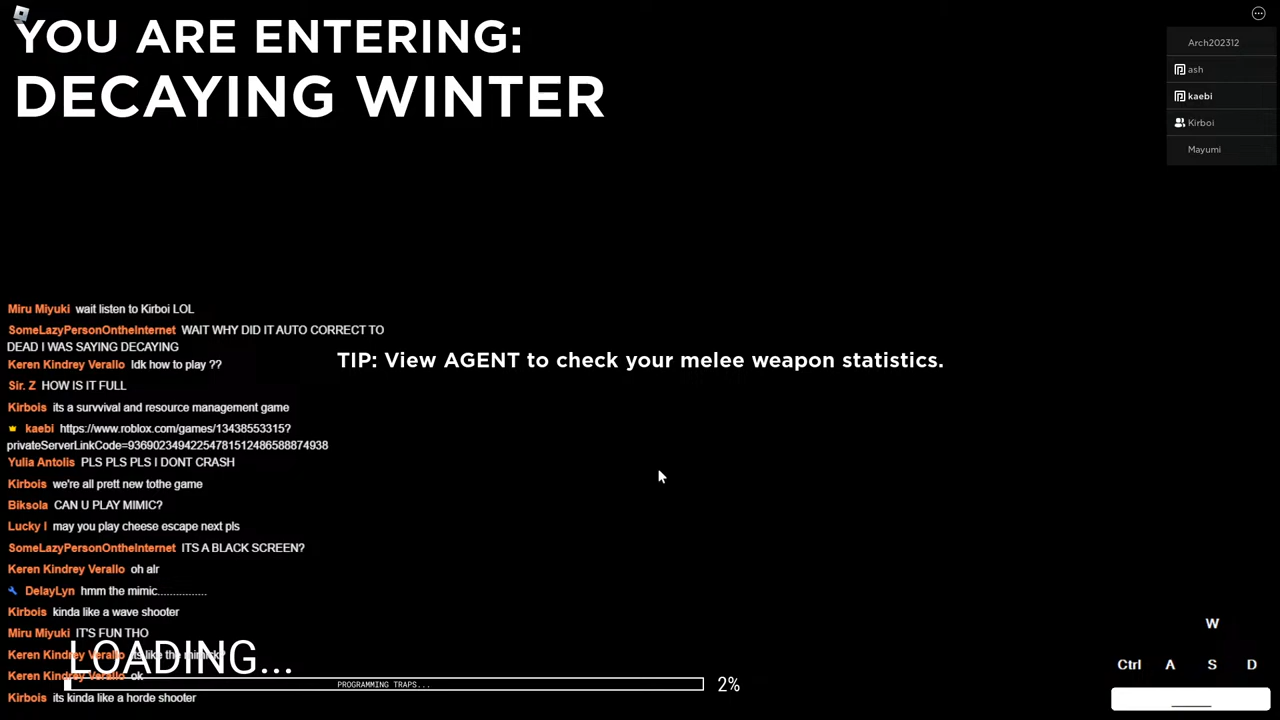 YOU ARE ENTERING:
DECAYING WINTER
Arch202312
ash
kaebi
Kirboi
Mayumi
Miru Miyuki wait listen to Kirboi LOL
SomeLazyPersonOntheInternet WAIT WHY DID IT AUTO CORRECT TO
DEAD I WAS SAYING DECAYING
Keren Kindrey Verallo Idk how to play ??
TIP: View AGENT to check your melee weapon statistics.
Sir. Z HOW IS IT FULL
Kirbois its a survvival and resource management game
kaebi https://www.roblox.com/games/13438553315?
privateServerLinkCode=93690234942254781512486588874938
Yulia Antolis PLS PLS PLS I DONT CRASH
Kirbois we're all prett new tothe game
Biksola CAN U PLAY MIMIC?
Lucky I may you play cheese escape next pls
SomeLazyPersonOntheInternet ITS A BLACK SCREEN?
Keren Kindrey Verallo oh alr
DelayLyn hmm the mimic...............
Kirbois kinda like a wave shooter
Miru Miyuki IT'S FUN THO
Keren Kindrey Verallo its like the
LOADING...
Keren Kindrey Verallo ok
PROGRAMMING TRAPS...
2%
Kirbois its kinda like a horde shooter
W
Ctrl A S D